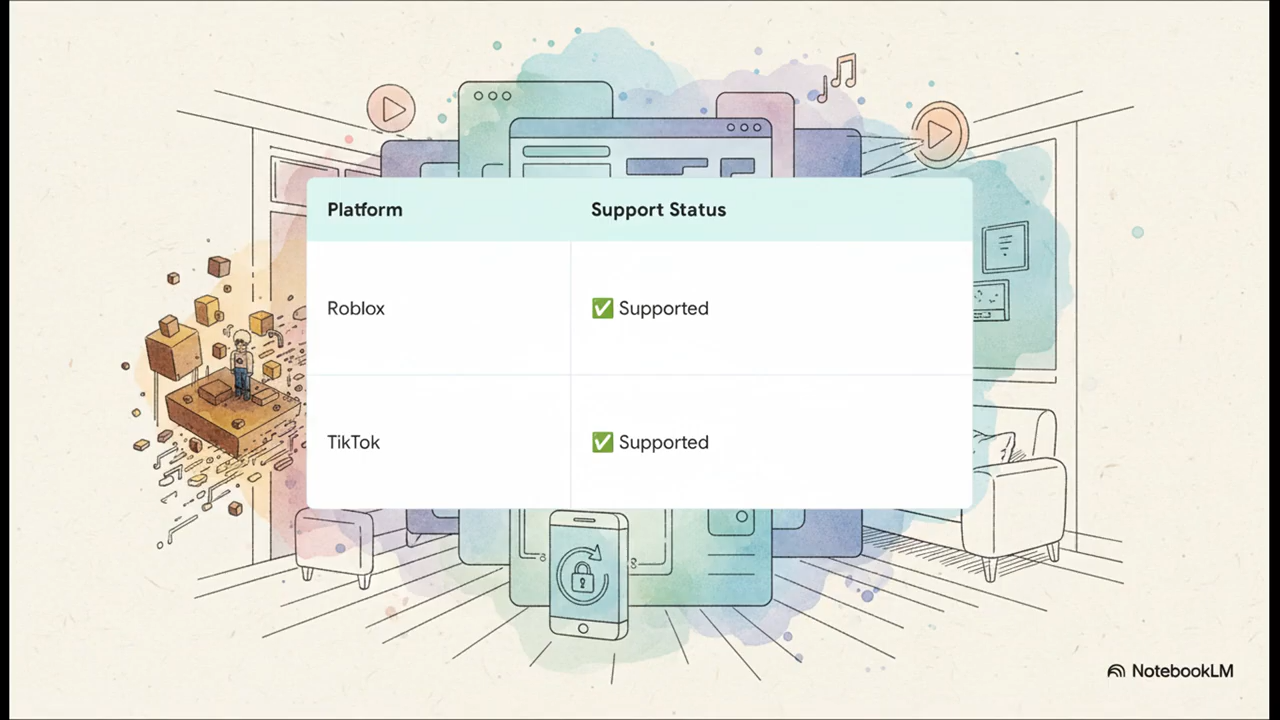 Platform Support Status
Roblox ✅ Supported
TikTok ✅ Supported
NotebookLM